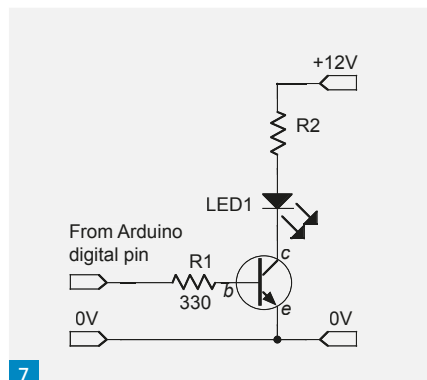 +12V
R2
LED1
From Arduino
digital pin
R1
c
b
330
e
0V
0V
7